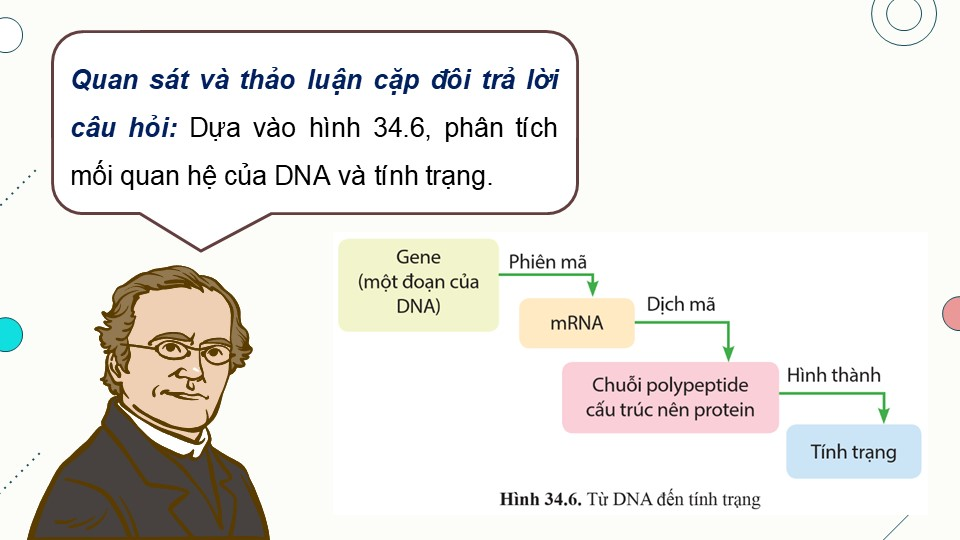 Quan sát và thảo luận cặp đôi trả lời
câu hỏi: Dựa vào hình 34.6, phân tích
mối quan hệ của DNA và tính trạng.
Gene
(một đoạn của
DNA)
Phiên mã
mRNA
Dịch mã
Chuỗi polypeptide
cấu trúc nên protein
Hình thành
Tính trạng
Hình 34.6. Từ DNA đến tính trạng